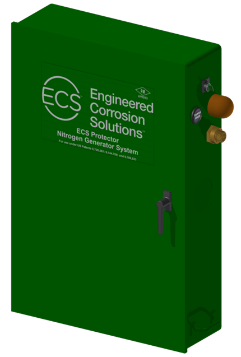 ECS
Engineered
Corrosion
Solutions
ECS Protector
Nitrogen Generator System